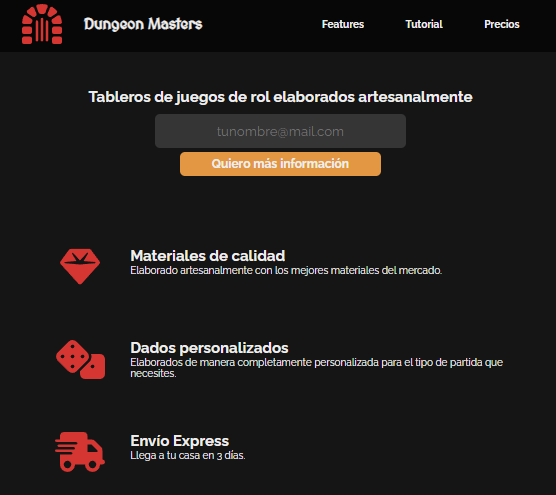 Dungeon Masters
Features
Tutorial
Precios
Tableros de juegos de rol elaborados artesanalmente
tunombre@mail.com
Quiero más información
Materiales de calidad
Elaborado artesanalmente con los mejores materiales del mercado.
Dados personalizados
Elaborados de manera completamente personalizada para el tipo de partida que
necesites.
Envío Express
Llega a tu casa en 3 días.